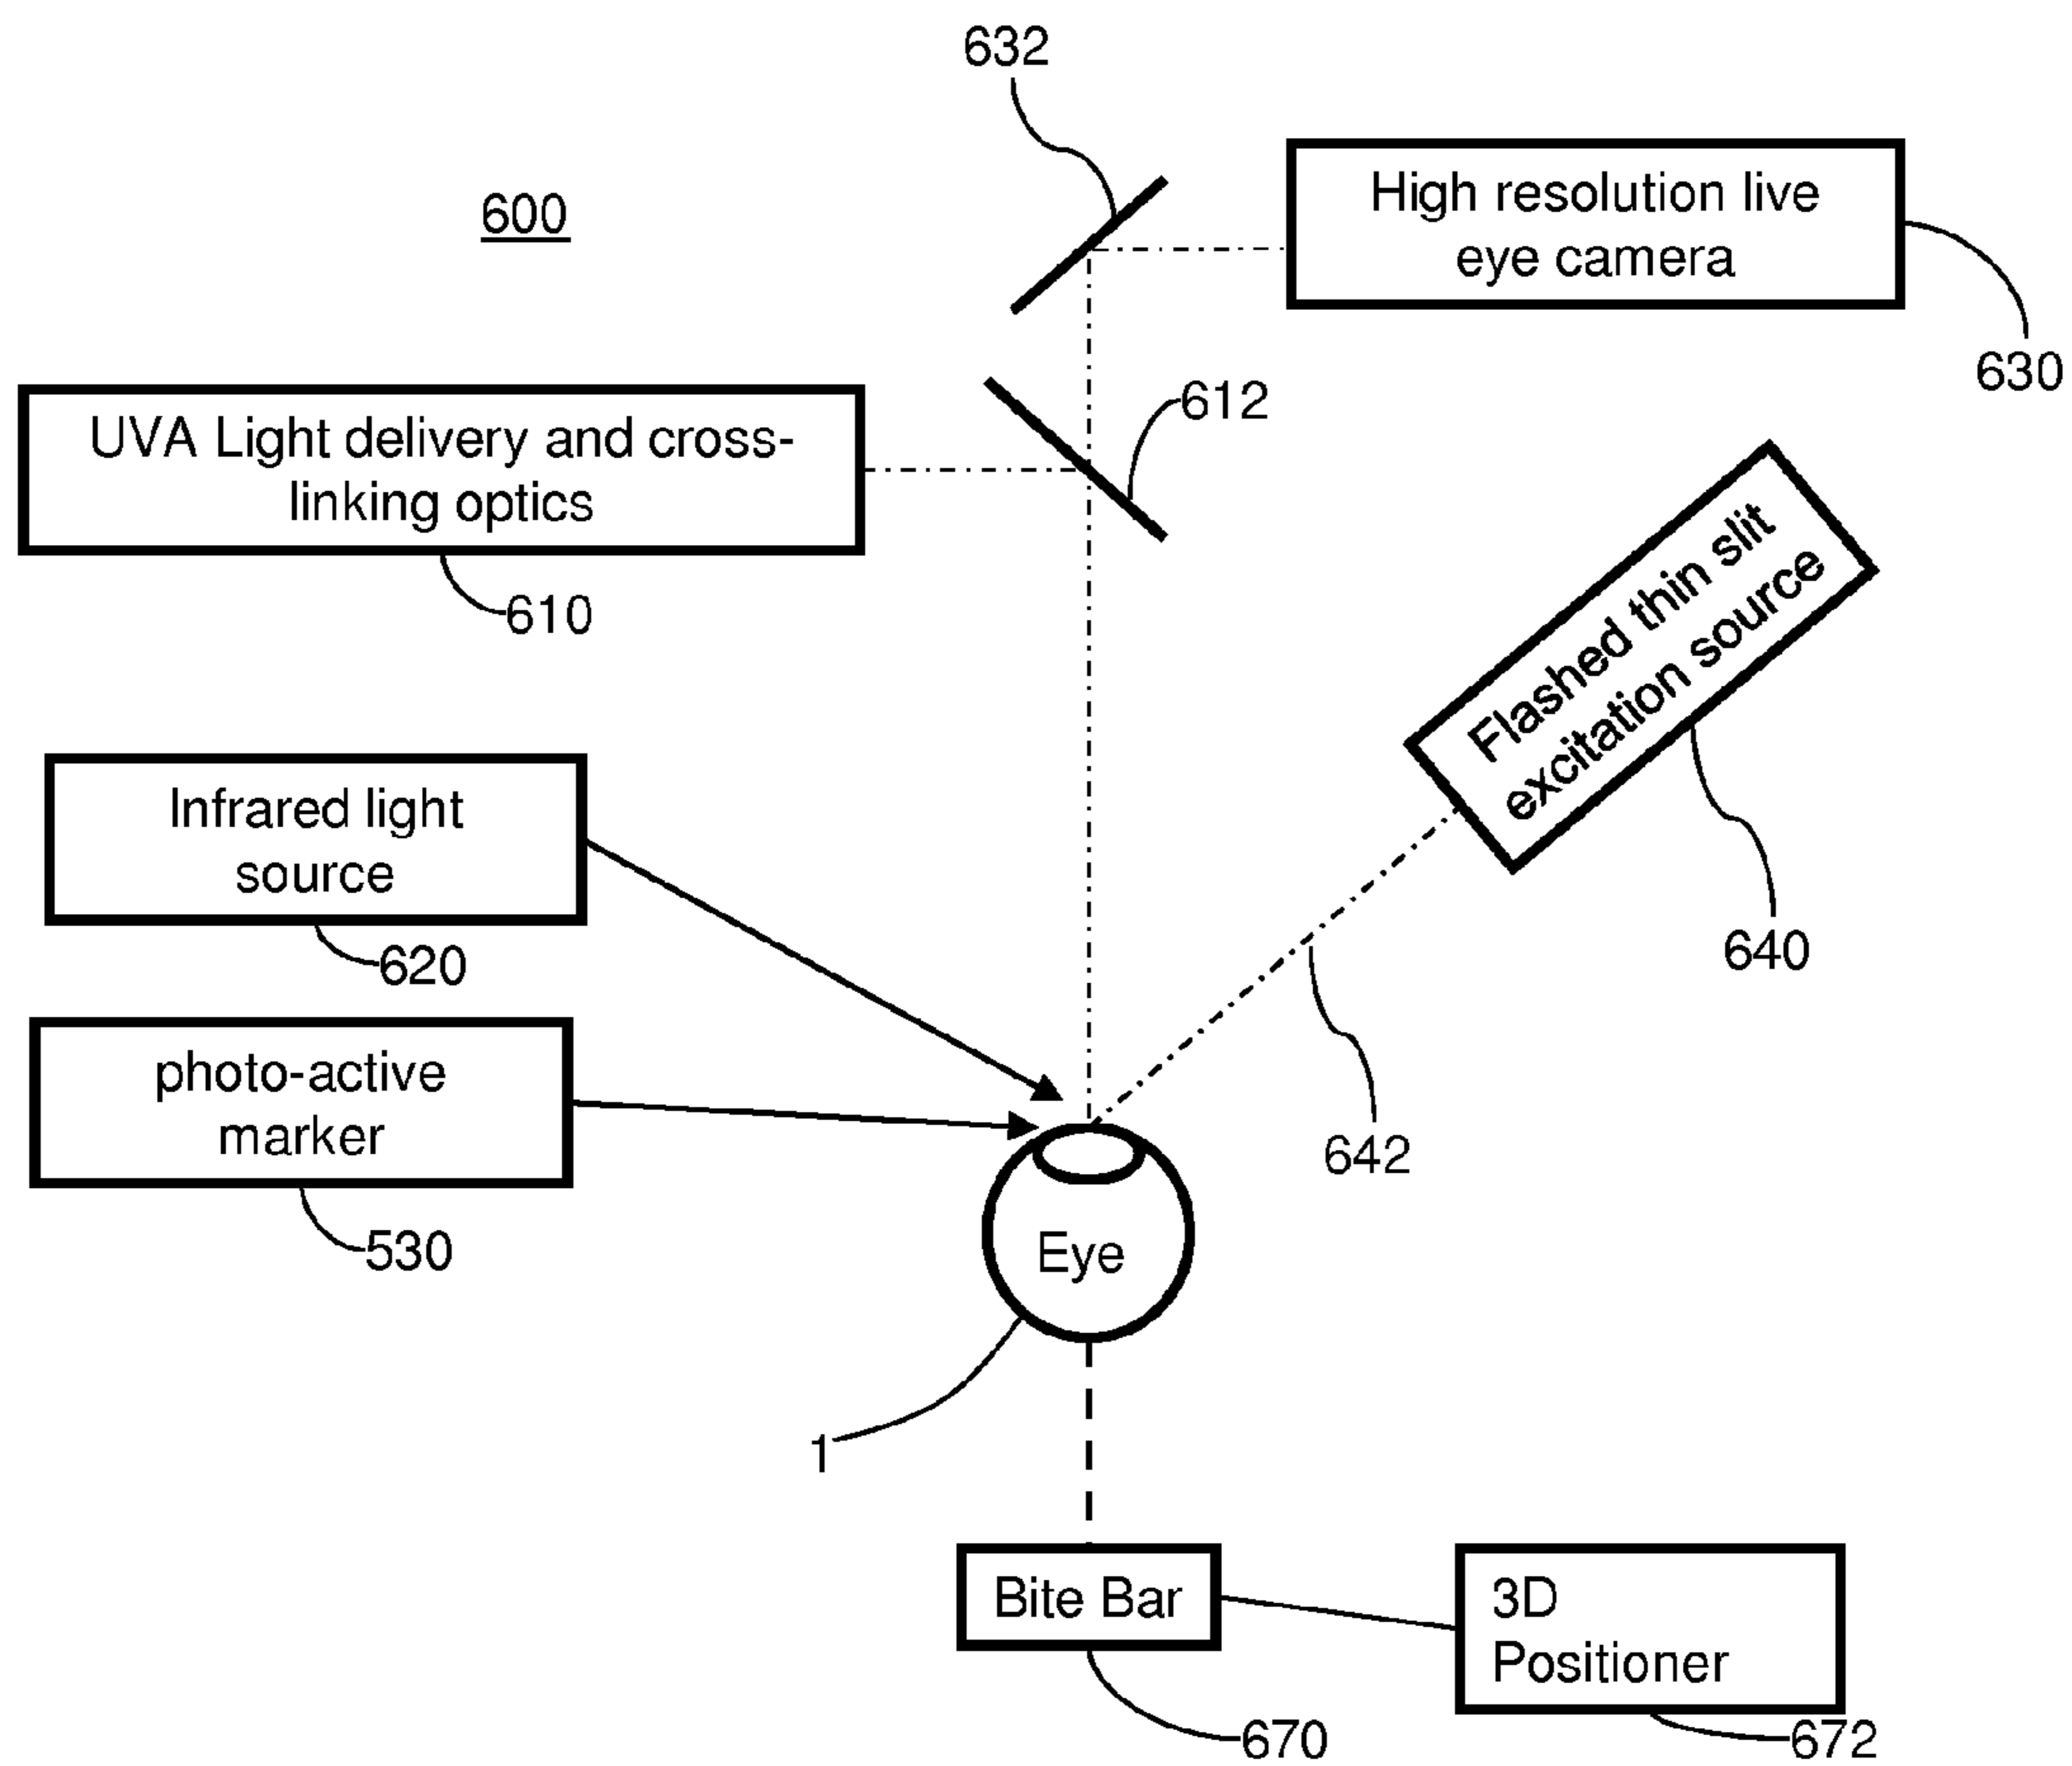 632
600
High resolution live
eye camera
630
612
UVA Light delivery and cross-
linking optics
610
Flashed thin slit
excitation source
640
Infrared light
source
620
photo-active
marker
530
642
Eye
1
Bite Bar
670
3D
Positioner
672